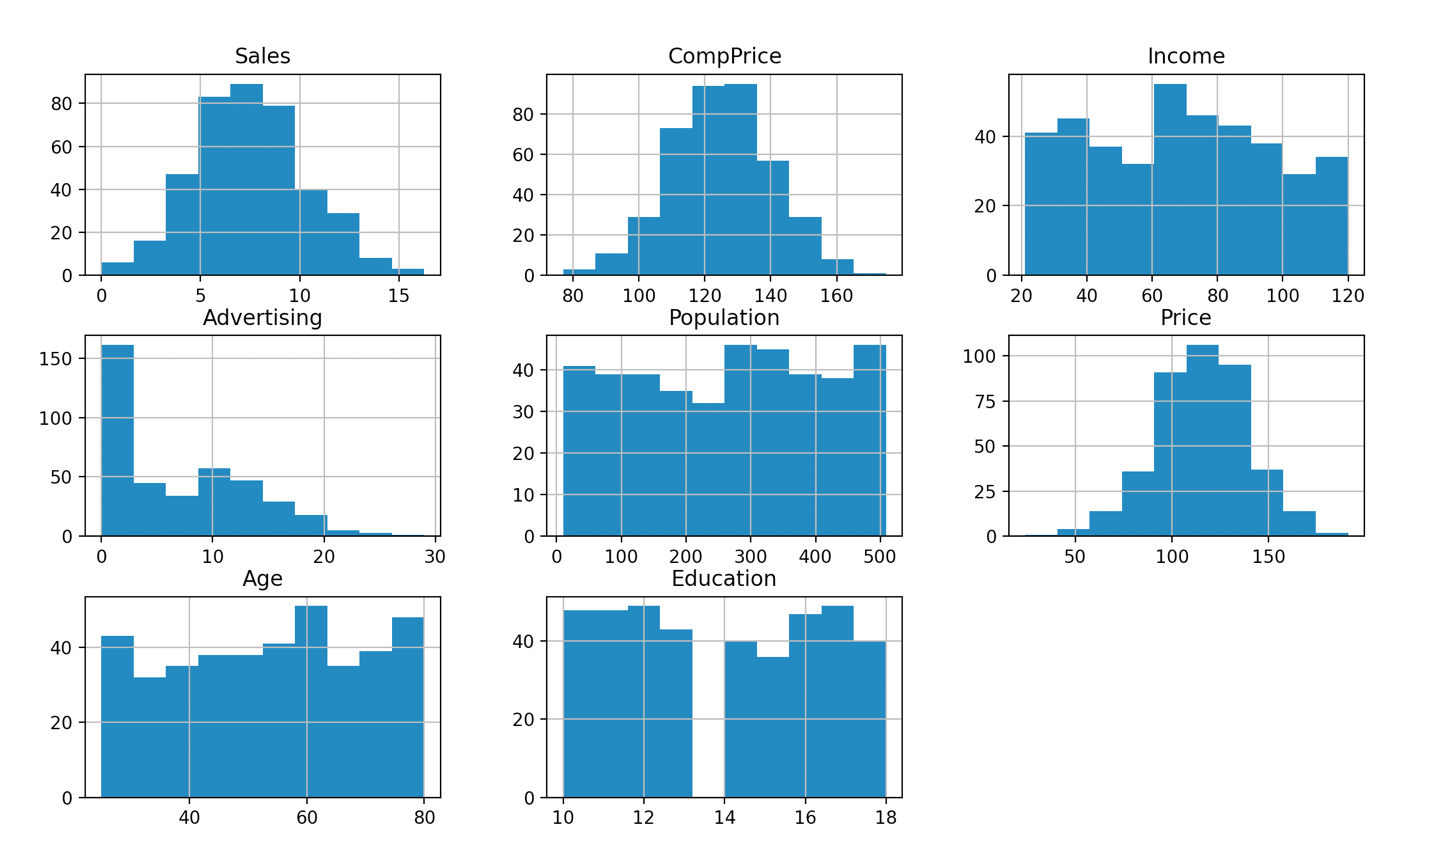 Sales
80
60
40
20
0
0 5 10 15
CompPrice
80
60
40
20
0
80 100 120 140 160
Income
40
20
0
20 40 60 80 100 120
Advertising
150
100
50
0
0 10 20 30
Population
40
30
20
10
0
0 100 200 300 400 500
Price
100
75
50
25
0
50 100 150
Age
40
20
0
40 60 80
Education
40
20
0
10 12 14 16 18